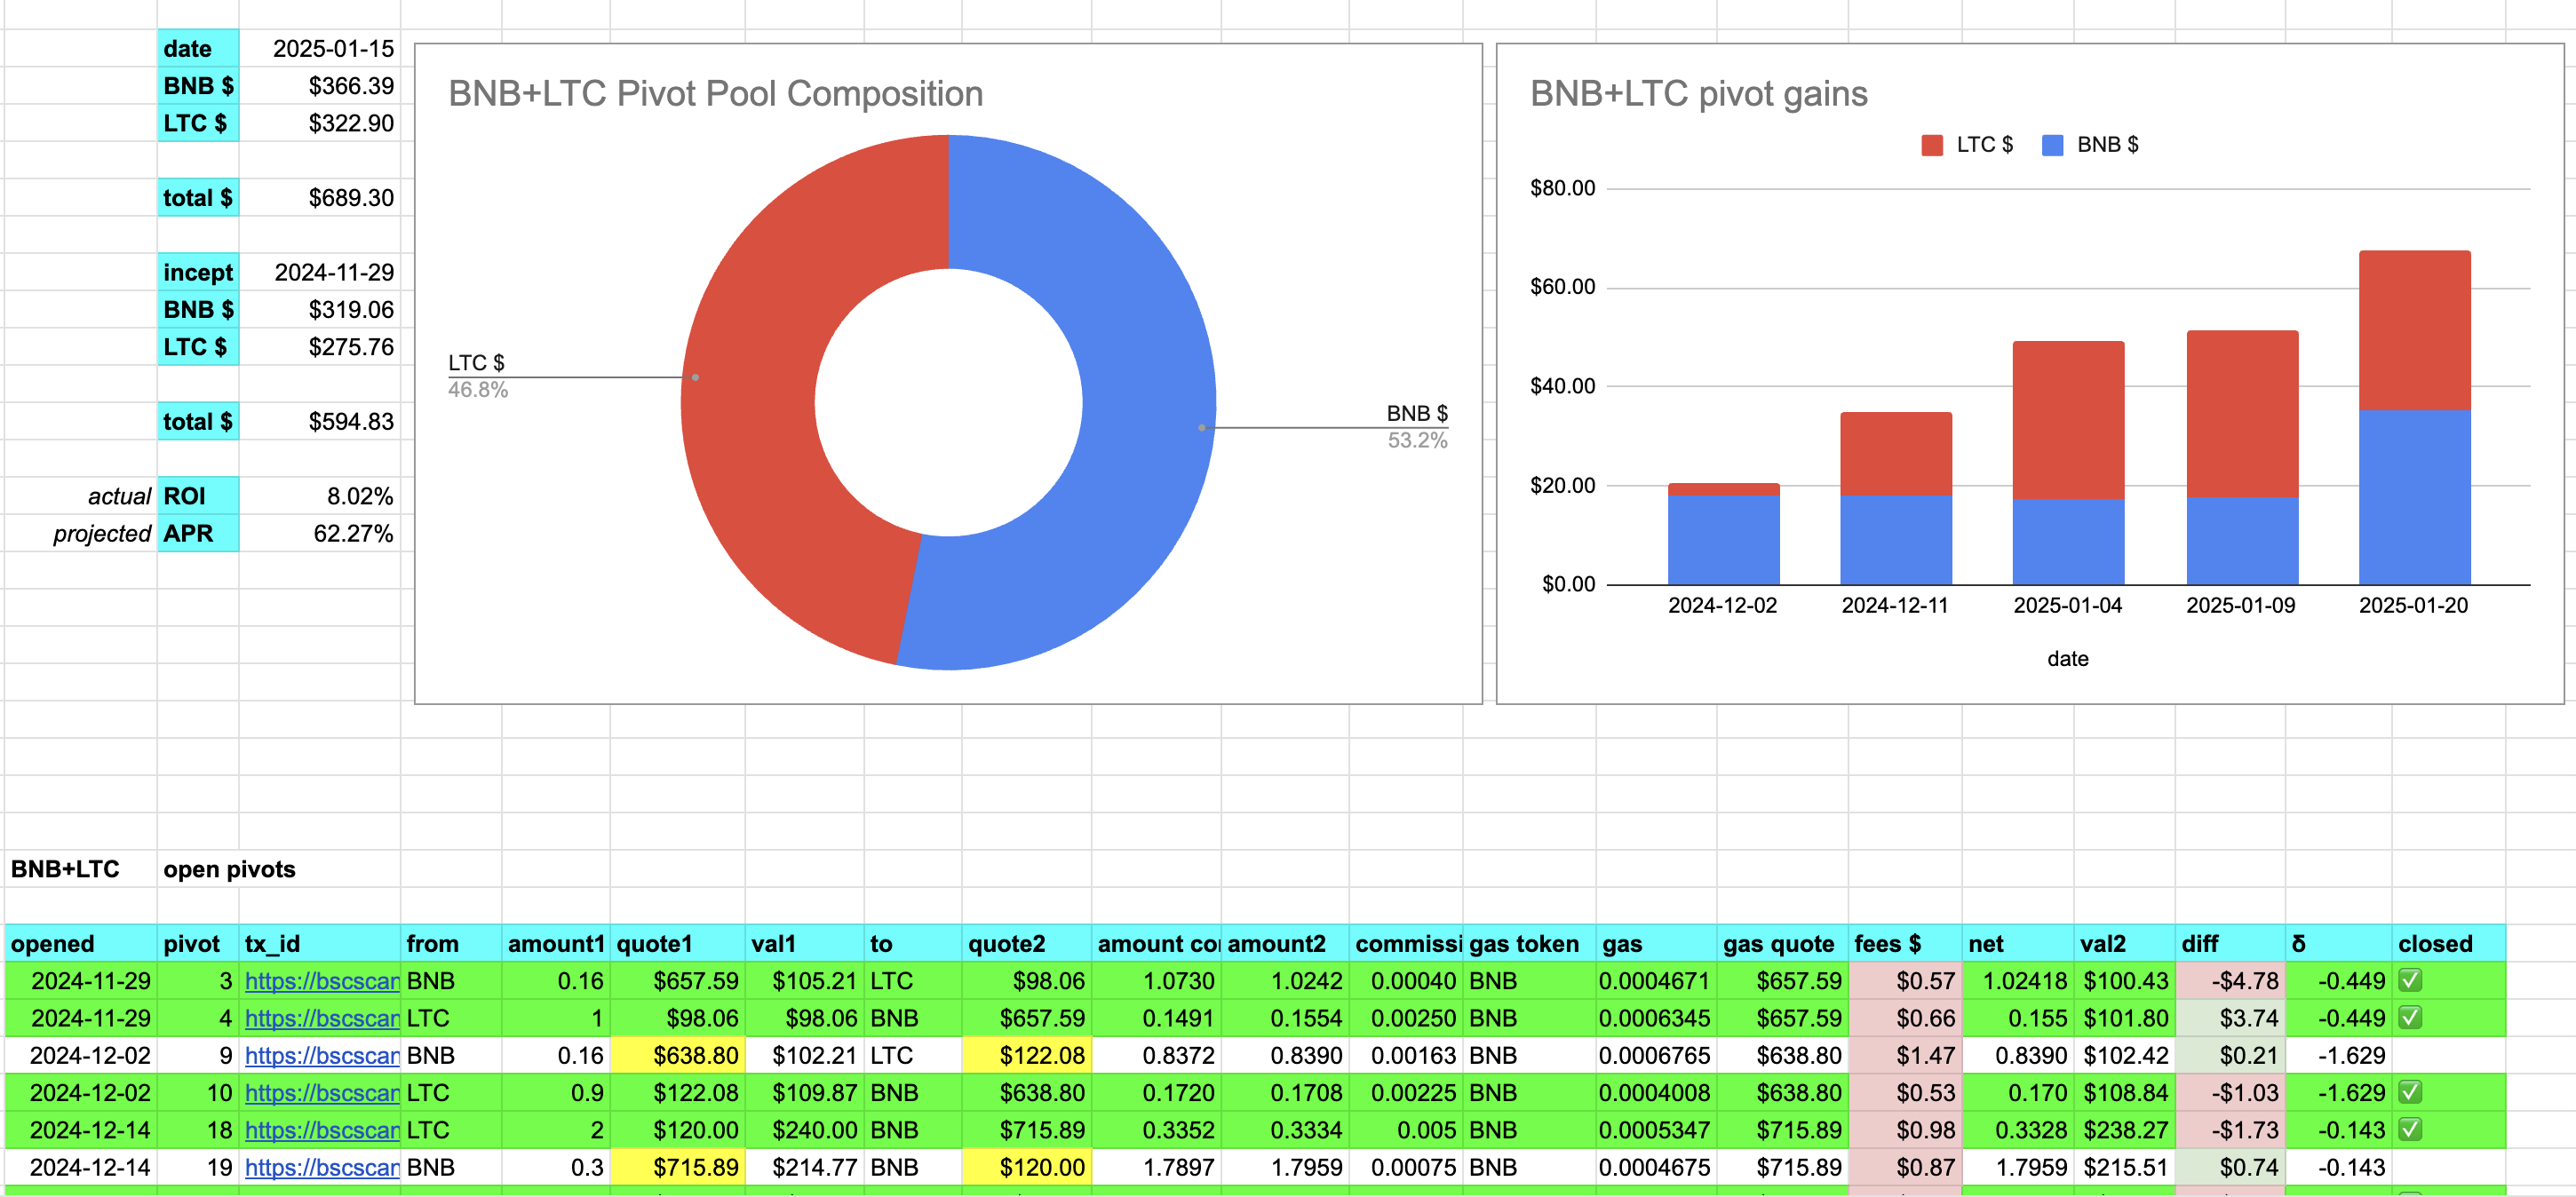 date 2025-01-15
BNB $ $366.39
LTC $ $322.90
total $ $689.30
incept 2024-11-29
BNB $ $319.06
LTC $ $275.76
total $ $594.83
actual ROI 8.02%
projected APR 62.27%
BNB+LTC Pivot Pool Composition
LTC $
46.8%
BNB $
53.2%
BNB+LTC pivot gains
LTC $ BNB $
$80.00
$60.00
$40.00
$20.00
$0.00
2024-12-02 2024-12-11 2025-01-04 2025-01-09 2025-01-20
date
BNB+LTC open pivots
opened pivot tx_id from amount1 quote1 val1 to quote2 amount co amount2 commissi gas token gas gas quote fees $ net val2 diff δ closed
2024-11-29 3 https://bscscan BNB 0.16 $657.59 $105.21 LTC $98.06 1.0730 1.0242 0.00040 BNB 0.0004671 $657.59 $0.57 1.02418 $100.43 -$4.78 -0.449 ✅
2024-11-29 4 https://bscscan LTC 1 $98.06 $98.06 BNB $657.59 0.1491 0.1554 0.00250 BNB 0.0006345 $657.59 $0.66 0.155 $101.80 $3.74 -0.449 ✅
2024-12-02 9 https://bscscan BNB 0.16 $638.80 $102.21 LTC $122.08 0.8372 0.8390 0.00163 BNB 0.0006765 $638.80 $1.47 0.8390 $102.42 $0.21 -1.629
2024-12-02 10 https://bscscan LTC 0.9 $122.08 $109.87 BNB $638.80 0.1720 0.1708 0.00225 BNB 0.0004008 $638.80 $0.53 0.170 $108.84 -$1.03 -1.629 ✅
2024-12-14 18 https://bscscan LTC 2 $120.00 $240.00 BNB $715.89 0.3352 0.3334 0.005 BNB 0.0005347 $715.89 $0.98 0.3328 $238.27 -$1.73 -0.143 ✅
2024-12-14 19 https://bscscan BNB 0.3 $715.89 $214.77 BNB $120.00 1.7897 1.7959 0.00075 BNB 0.0004675 $715.89 $0.87 1.7959 $215.51 $0.74 -0.143